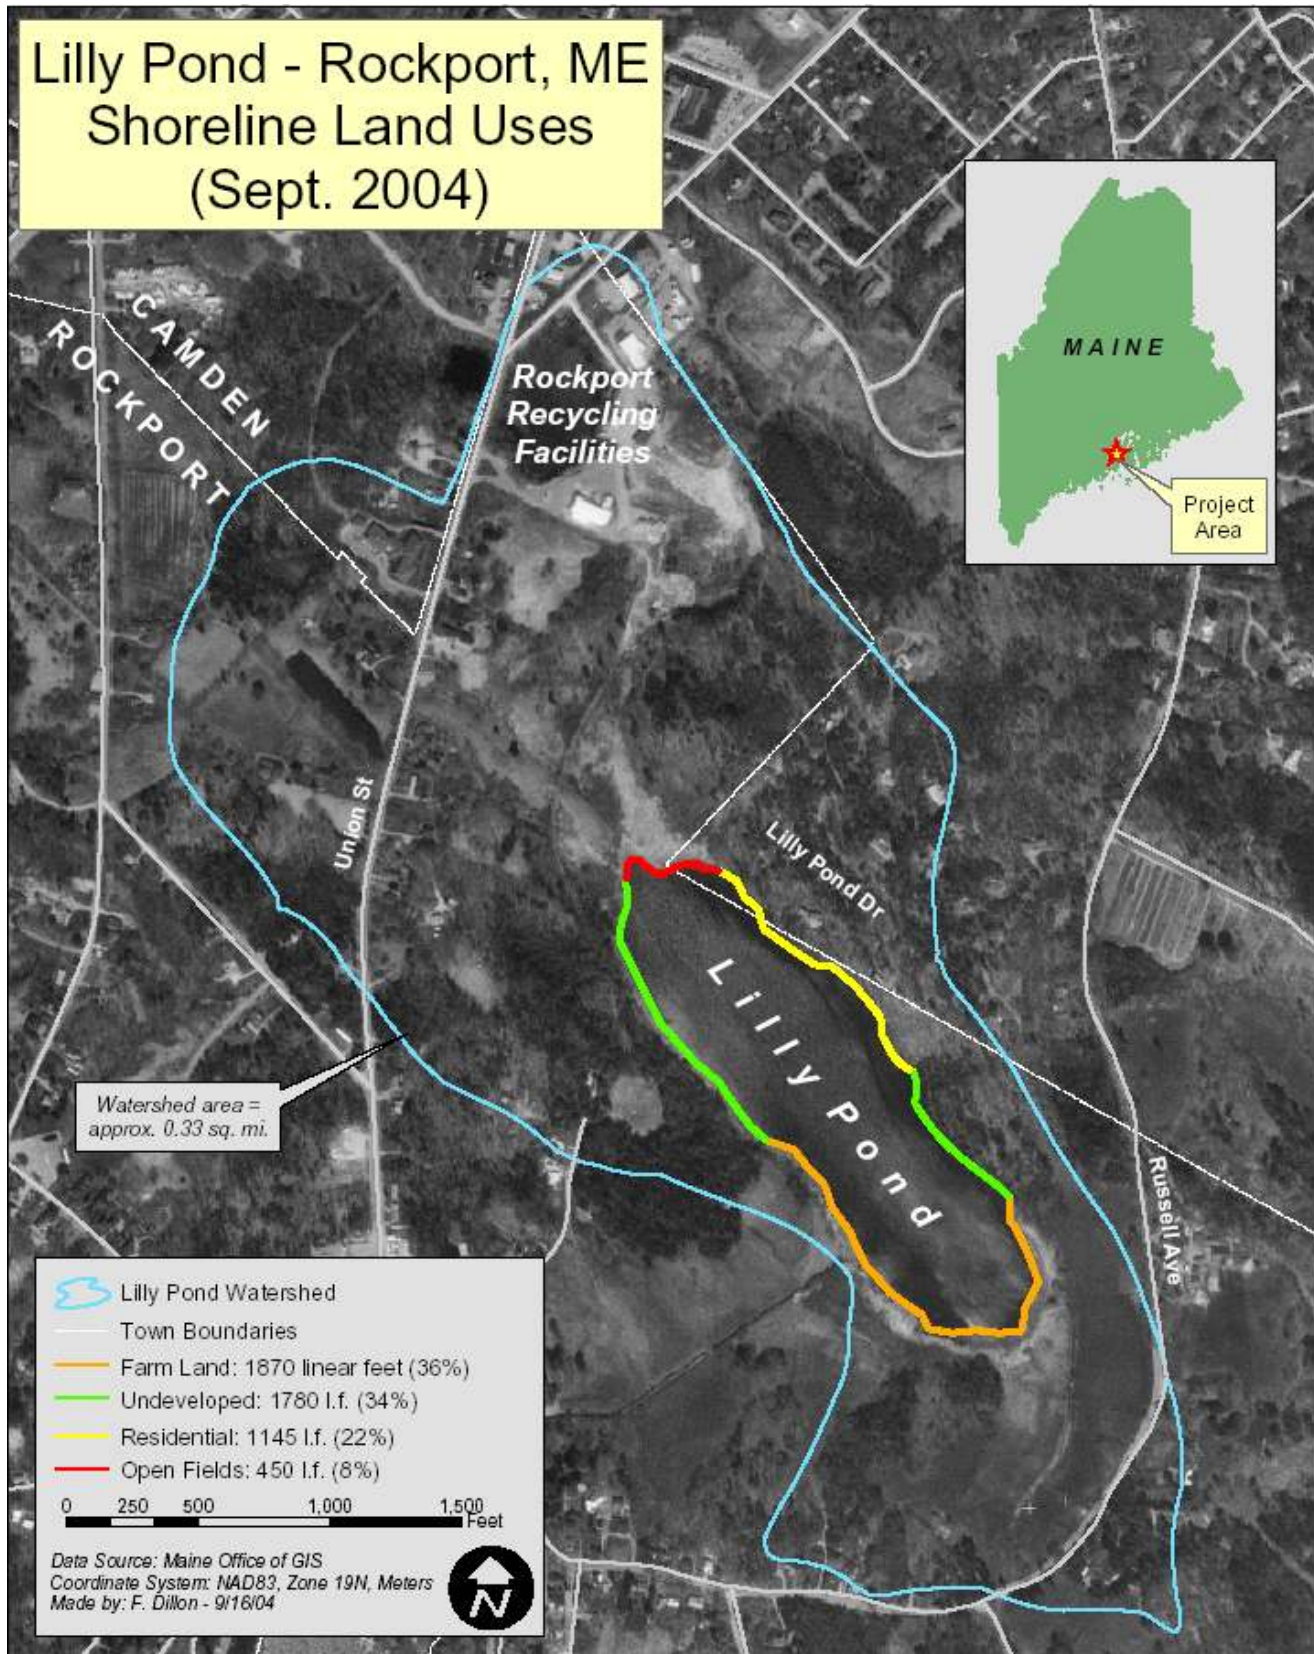 Lilly Pond - Rockport, ME
Shoreline Land Uses
(Sept. 2004)
CAMDEN
ROCKPORT
Rockport
Recycling
Facilities
MAINE
Project
Area
Union St
Lilly Pond Dr
Lilly Pond
Watershed area =
approx. 0.33 sq. mi.
Russell Ave
Lilly Pond Watershed
Town Boundaries
Farm Land: 1870 linear feet (36%)
Undeveloped: 1780 l.f. (34%)
Residential: 1145 l.f. (22%)
Open Fields: 450 l.f. (8%)
0 250 500 1,000 1,500
Feet
Data Source: Maine Office of GIS
Coordinate System: NAD83, Zone 19N, Meters
Made by: F. Dillon - 9/16/04
N